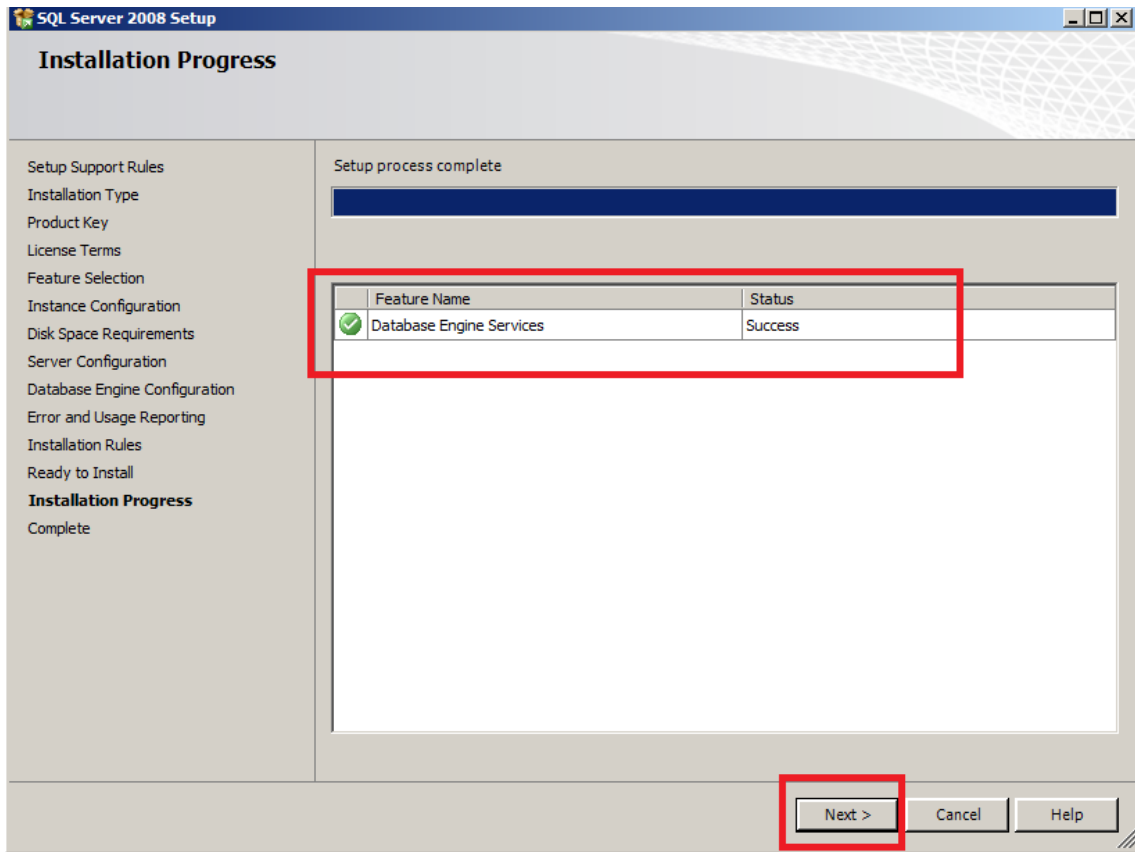 SQL Server 2008 Setup
Installation Progress
Setup Support Rules
Installation Type
Product Key
License Terms
Feature Selection
Instance Configuration
Disk Space Requirements
Server Configuration
Database Engine Configuration
Error and Usage Reporting
Installation Rules
Ready to Install
Installation Progress
Complete
Setup process complete
Feature Name Status
Database Engine Services Success
Next > Cancel Help